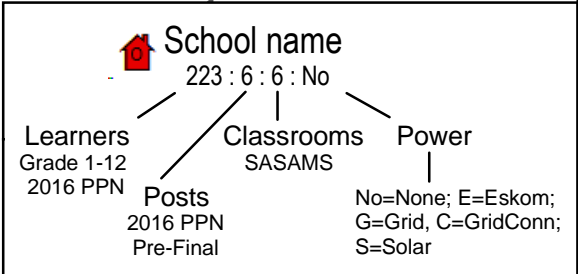 O
School name
223 : 6 : 6 : No
Learners
Grade 1-12
2016 PPN
Posts
2016 PPN
Pre-Final
Classrooms
SASAMS
Power
No=None; E=Eskom;
G=Grid, C=GridConn;
S=Solar